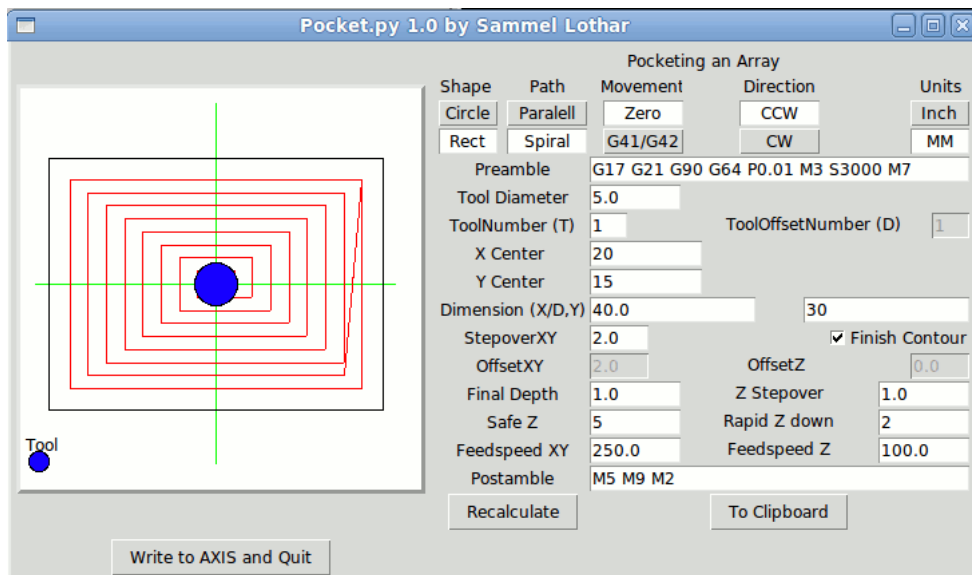 Pocket.py 1.0 by Sammel Lothar
Pocketing an Array
Shape Path Movement Direction Units
Circle Paralell Zero CCW Inch
Rect Spiral G41/G42 CW MM
Preamble G17 G21 G90 G64 P0.01 M3 S3000 M7
Tool Diameter 5.0
ToolNumber (T) 1 ToolOffsetNumber (D) 1
X Center 20
Y Center 15
Dimension (X/D,Y) 40.0 30
StepoverXY 2.0 Finish Contour
OffsetXY 2.0 OffsetZ 0.0
Final Depth 1.0 Z Stepover 1.0
Safe Z 5 Rapid Z down 2
Feedspeed XY 250.0 Feedspeed Z 100.0
Postamble M5 M9 M2
Recalculate To Clipboard
Tool
Write to AXIS and Quit